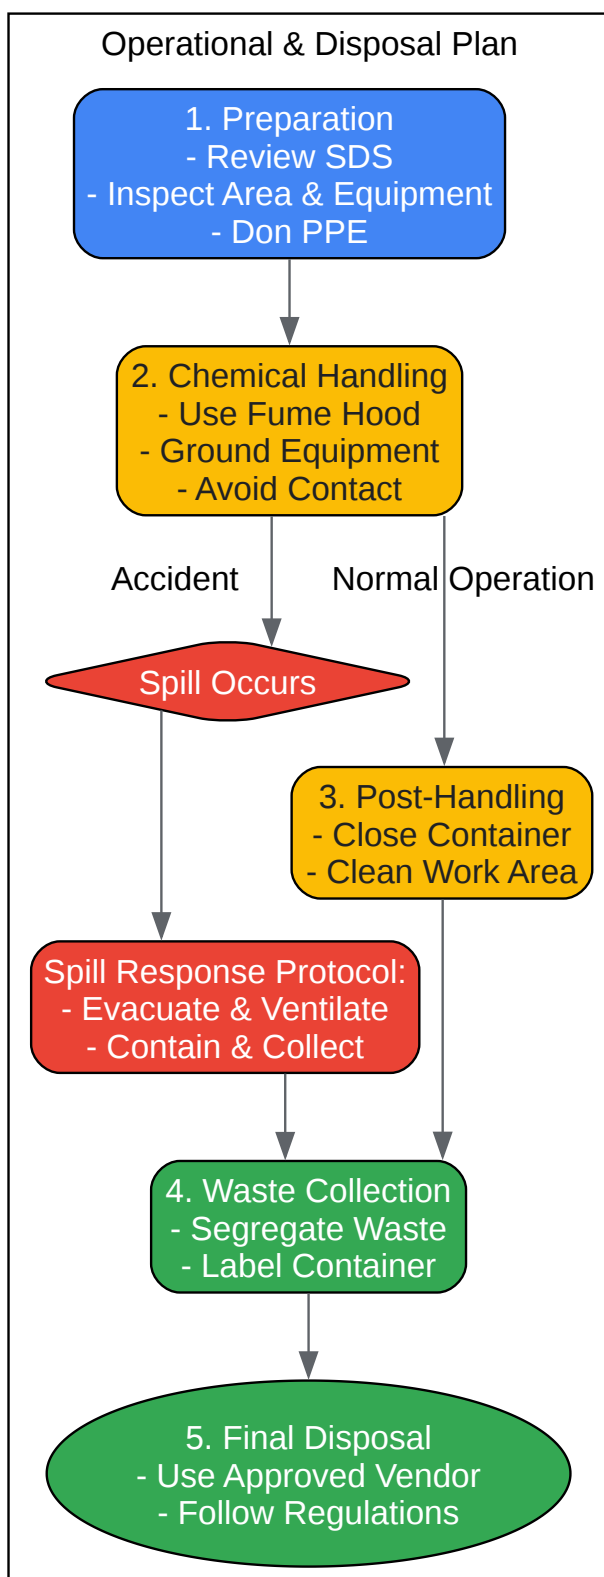 Operational & Disposal Plan
1. Preparation
- Review SDS
- Inspect Area & Equipment
- Don PPE
2. Chemical Handling
- Use Fume Hood
- Ground Equipment
- Avoid Contact
Accident
Normal Operation
Spill Occurs
3. Post-Handling
- Close Container
- Clean Work Area
Spill Response Protocol:
- Evacuate & Ventilate
- Contain & Collect
4. Waste Collection
- Segregate Waste
- Label Container
5. Final Disposal
- Use Approved Vendor
- Follow Regulations